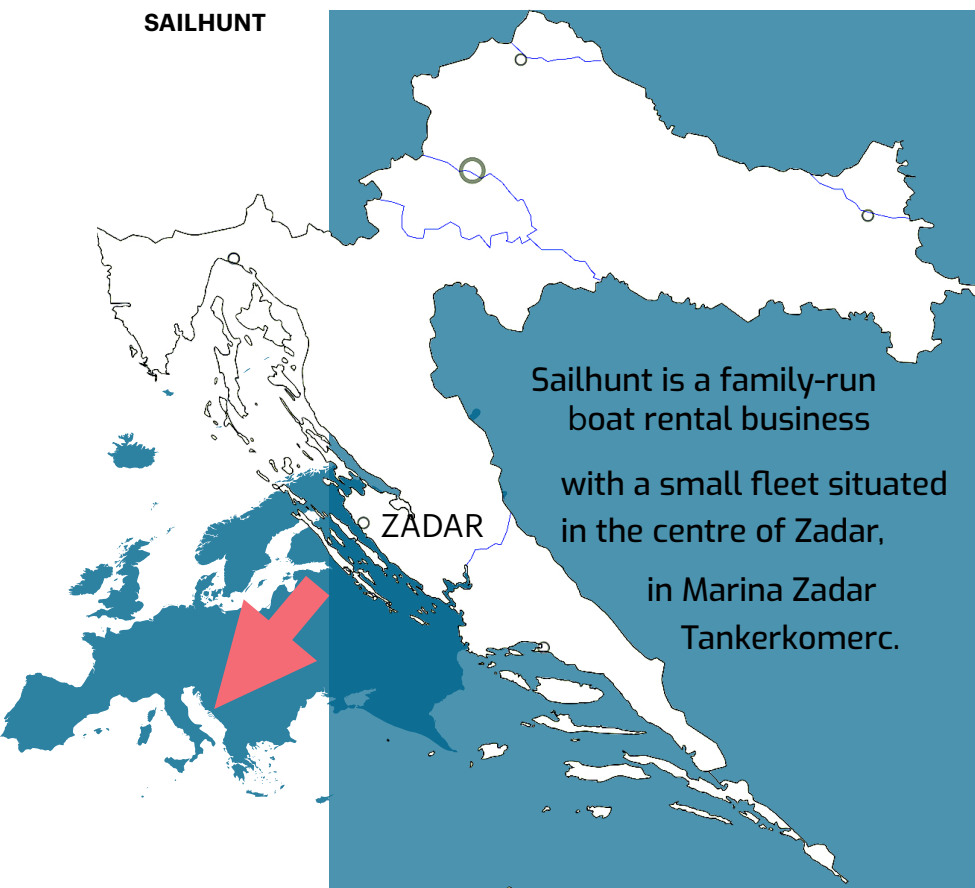 SAILHUNT
Sailhunt is a family-run
boat rental business
with a small fleet situated
in the centre of Zadar,
ZADAR
in Marina Zadar
Tankerkomerc.